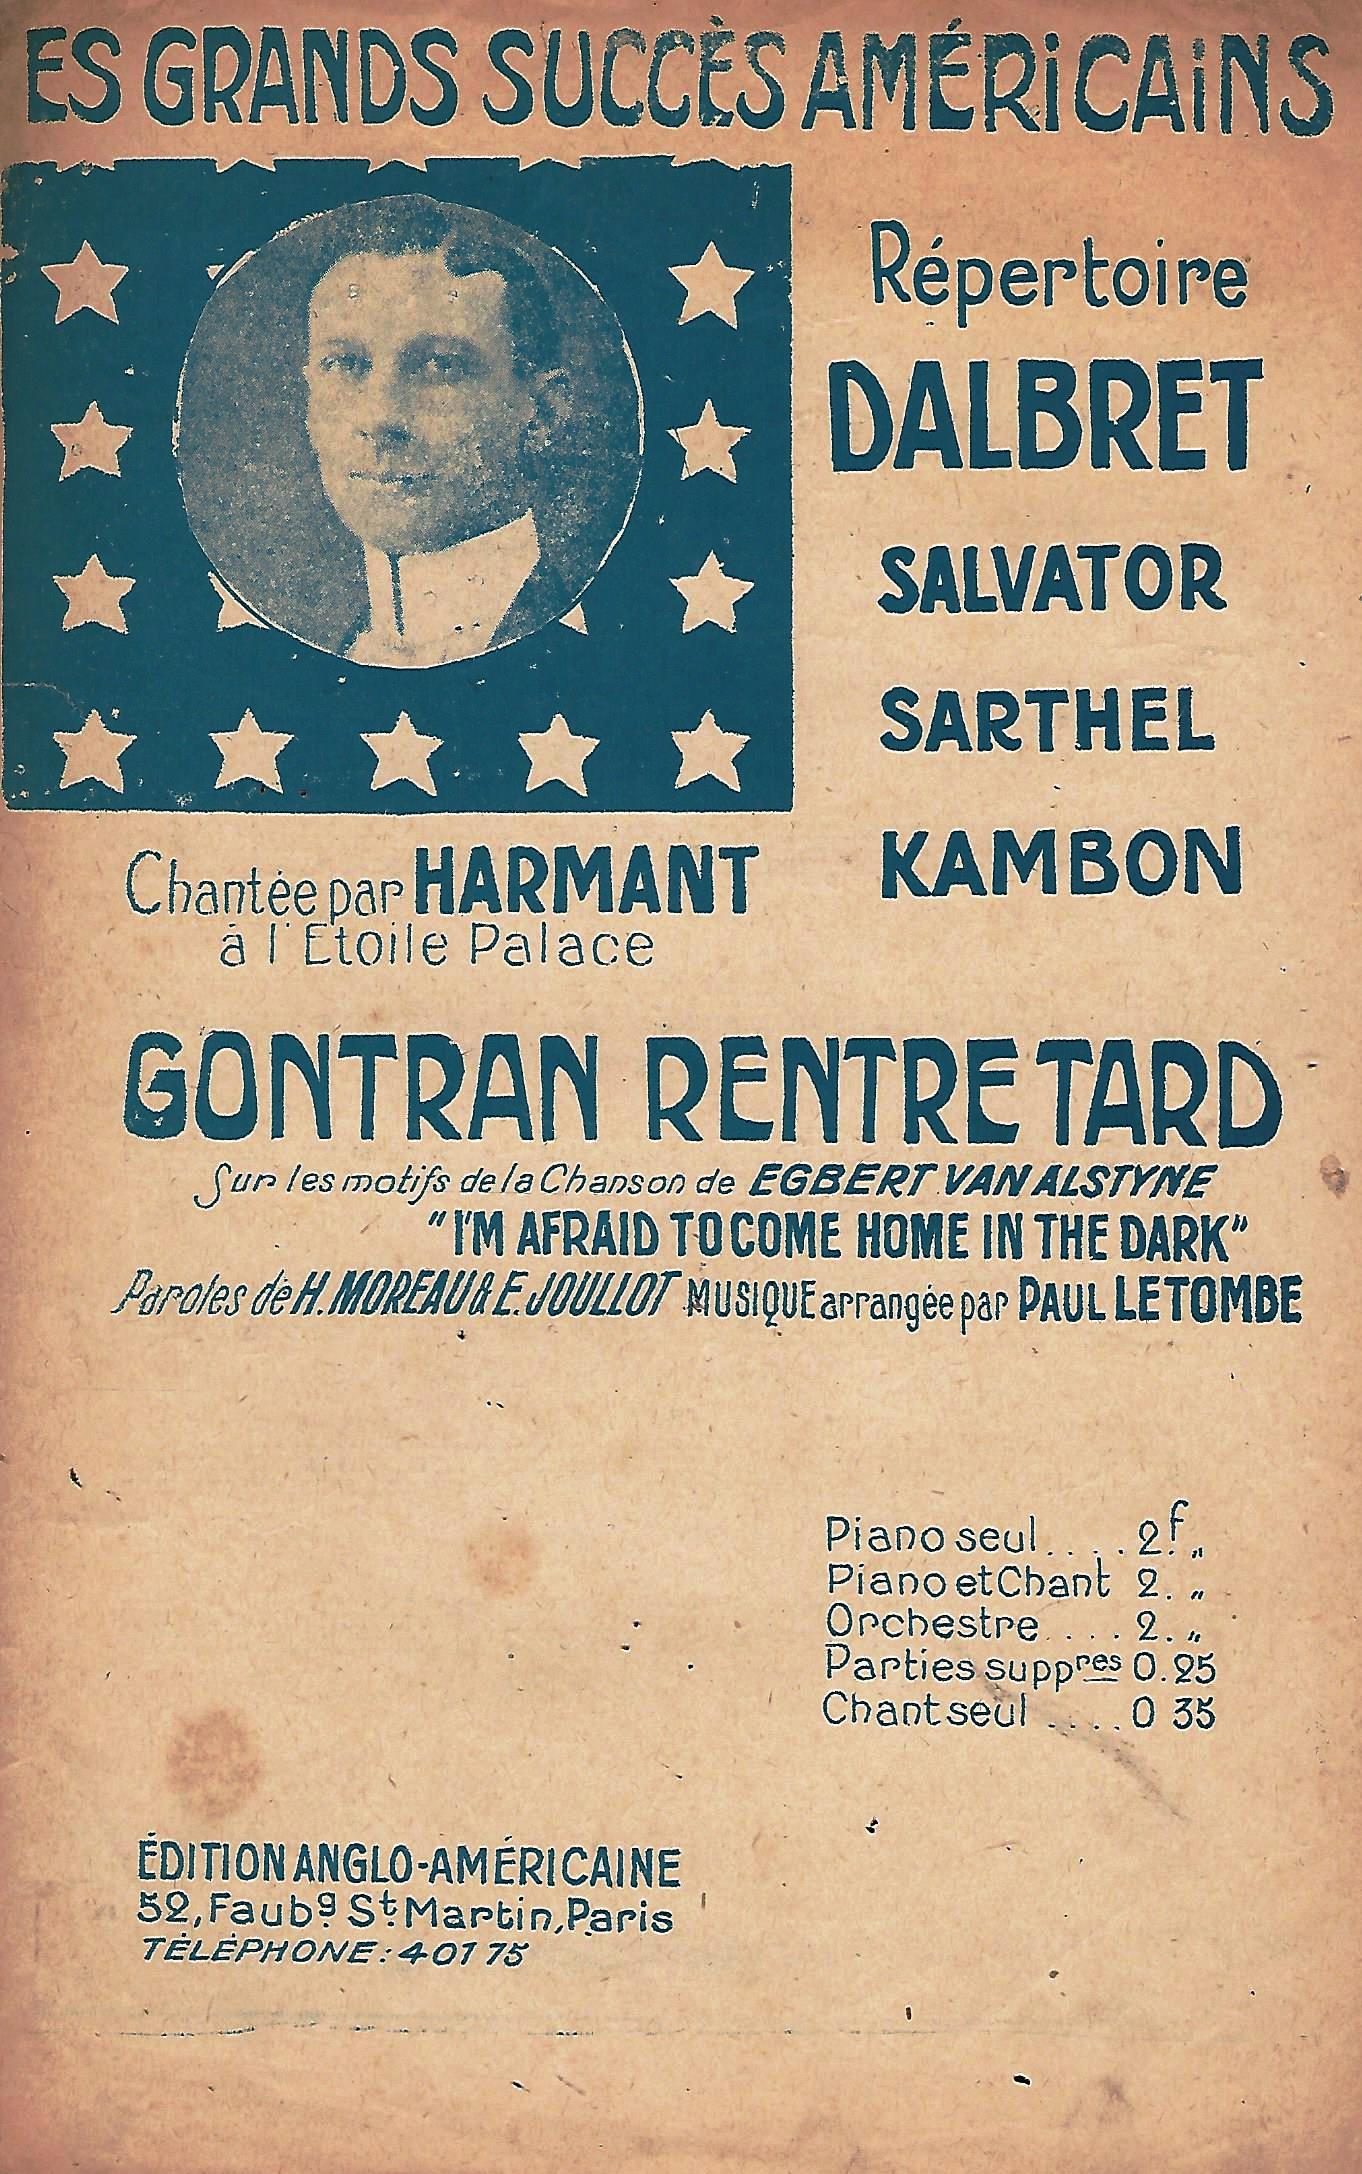 ES GRANDS SUCCÈS AMÉRiCAiNS
Répertoire
DALBRET
SALVATOR
SARTHEL
KAMBON
Chantée par HARMANT
à l'Etoile Palace
GONTRAN RENTRE TARD
Sur les motifs de la Chanson de EGBERT VAN ALSTYNE
"I'M AFRAID TO COME HOME IN THE DARK"
Paroles de H. MOREAU & E. JOULLOT MUSIQUE arrangée par PAUL LETOMBE
Piano seul.... 2.f "
Piano et Chant 2. "
Orchestre.... 2. "
Parties suppres 0.25
Chant seul .... 0 35
ÉDITION ANGLO-AMÉRICAINE
52, Faubg St Martin, Paris
TÉLÉPHONE: 401 75